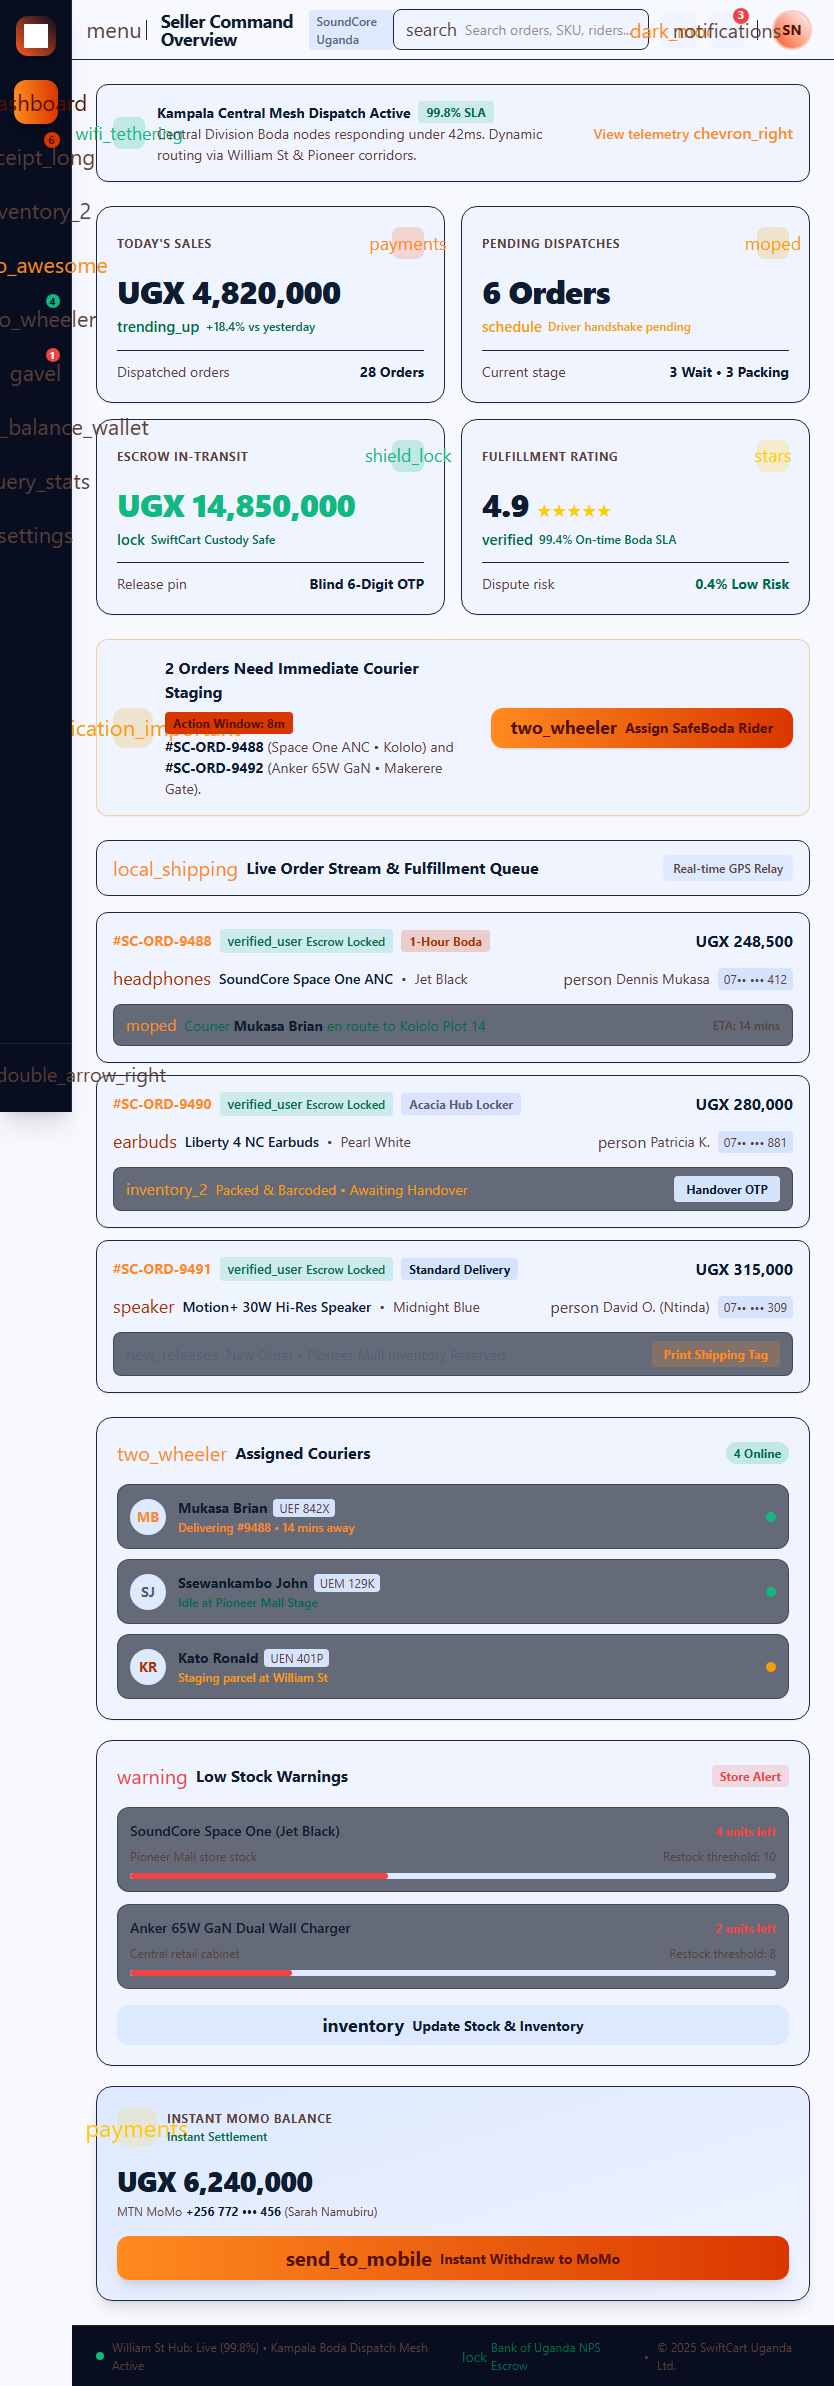 menu
Seller Command Overview
SoundCore Uganda
search Search orders, SKU, riders...
notifications
3
SN
6
4
1
gavel
settings
double_arrow_right
Kampala Central Mesh Dispatch Active 99.8% SLA
wifi_tethering
Central Division Boda nodes responding under 42ms. Dynamic
routing via William St & Pioneer corridors.
View telemetry chevron_right
TODAY'S SALES
payments
UGX 4,820,000
trending_up +18.4% vs yesterday
Dispatched orders 28 Orders
PENDING DISPATCHES
moped
6 Orders
schedule Driver handshake pending
Current stage 3 Wait • 3 Packing
ESCROW IN-TRANSIT
shield_lock
UGX 14,850,000
lock SwiftCart Custody Safe
Release pin Blind 6-Digit OTP
FULFILLMENT RATING
stars
4.9 ★★★★★
verified 99.4% On-time Boda SLA
Dispute risk 0.4% Low Risk
2 Orders Need Immediate Courier
Staging
Action Window: 8m
#SC-ORD-9488 (Space One ANC • Kololo) and
#SC-ORD-9492 (Anker 65W GaN • Makerere
Gate).
two_wheeler Assign SafeBoda Rider
local_shipping Live Order Stream & Fulfillment Queue
Real-time GPS Relay
#SC-ORD-9488 verified_user Escrow Locked 1-Hour Boda UGX 248,500
headphones SoundCore Space One ANC • Jet Black person Dennis Mukasa 07•• ••• 412
moped Courier Mukasa Brian en route to Kololo Plot 14 ETA: 14 mins
#SC-ORD-9490 verified_user Escrow Locked Acacia Hub Locker UGX 280,000
earbuds Liberty 4 NC Earbuds • Pearl White person Patricia K. 07•• ••• 881
inventory_2 Packed & Barcoded • Awaiting Handover Handover OTP
#SC-ORD-9491 verified_user Escrow Locked Standard Delivery UGX 315,000
speaker Motion+ 30W Hi-Res Speaker • Midnight Blue person David O. (Ntinda) 07•• ••• 309
new_releases New Order • Pioneer Mall Inventory Reserved Print Shipping Tag
two_wheeler Assigned Couriers 4 Online
MB Mukasa Brian UEF 842X
Delivering #9488 • 14 mins away
SJ Ssewankambo John UEM 129K
Idle at Pioneer Mall Stage
KR Kato Ronald UEN 401P
Staging parcel at William St
warning Low Stock Warnings Store Alert
SoundCore Space One (Jet Black) 4 units left
Pioneer Mall store stock Restock threshold: 10
Anker 65W GaN Dual Wall Charger 2 units left
Central retail cabinet Restock threshold: 8
inventory Update Stock & Inventory
payments
INSTANT MOMO BALANCE
Instant Settlement
UGX 6,240,000
MTN MoMo +256 772 ••• 456 (Sarah Namubiru)
send_to_mobile Instant Withdraw to MoMo
William St Hub: Live (99.8%) • Kampala Boda Dispatch Mesh
Active
lock Bank of Uganda NPS
Escrow
• © 2025 SwiftCart Uganda
Ltd.